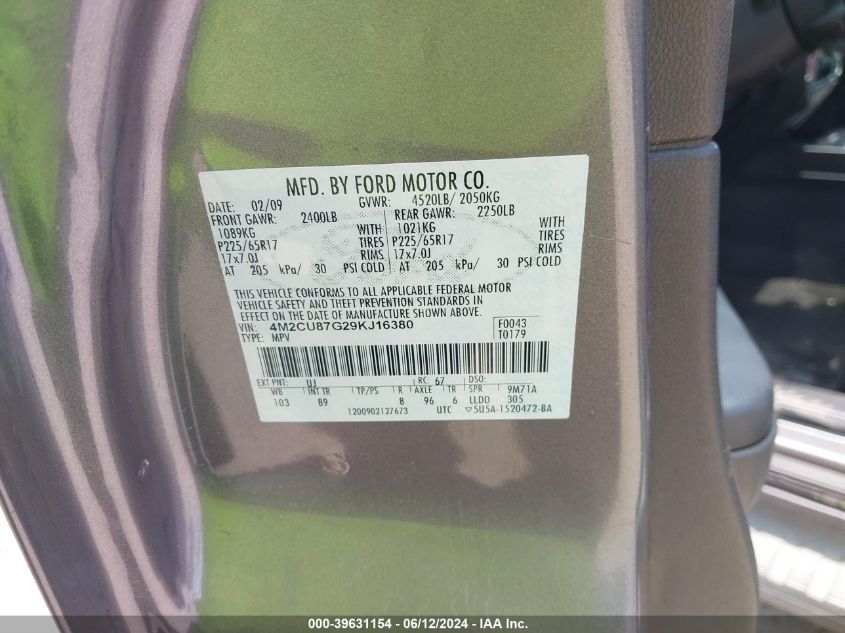 MFD. BY FORD MOTOR CO.
DATE: 02/09 GVWR: 4520LB/ 2050KG
FRONT GAWR: 2400LB REAR GAWR: 2250LB
1089KG WITH 1021KG WITH
P225/65R17 TIRES P225/65R17 TIRES
17x7.0J RIMS 17x7.0J RIMS
AT 205 kPa/ 30 PSI COLD AT 205 kPa/ 30 PSI COLD
THIS VEHICLE CONFORMS TO ALL APPLICABLE FEDERAL MOTOR
VEHICLE SAFETY AND THEFT PREVENTION STANDARDS IN
EFFECT ON THE DATE OF MANUFACTURE SHOWN ABOVE.
VIN: 4M2CU87G29KJ16380 F0043
TYPE: MPV T0179
EXT PNT: UJ RC: 67 DSO:
WB INT TR TP/PS R AXLE TR SPR 9M71A
103 89 8 96 6 LLDD 305
1200902127673 UTC ▽5U5A-1520472-BA
000-39631154 - 06/12/2024 - IAA Inc.